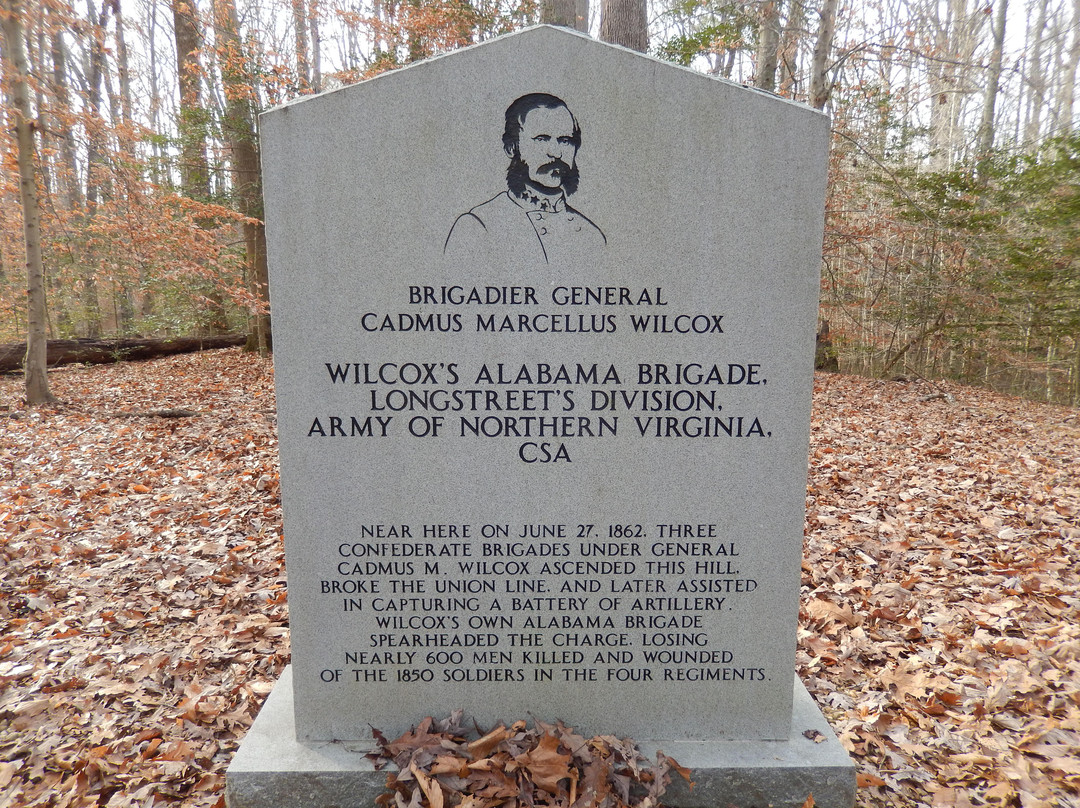 BRIGADIER GENERAL
CADMUS MARCELLUS WILCOX
WILCOX'S ALABAMA BRIGADE,
LONGSTREET'S DIVISION,
ARMY OF NORTHERN VIRGINIA,
CSA
NEAR HERE ON JUNE 27, 1862, THREE
CONFEDERATE BRIGADES UNDER GENERAL
CADMUS M. WILCOX ASCENDED THIS HILL,
BROKE THE UNION LINE, AND LATER ASSISTED
IN CAPTURING A BATTERY OF ARTILLERY.
WILCOX'S OWN ALABAMA BRIGADE
SPEARHEADED THE CHARGE, LOSING
NEARLY 600 MEN KILLED AND WOUNDED
OF THE 1850 SOLDIERS IN THE FOUR REGIMENTS.